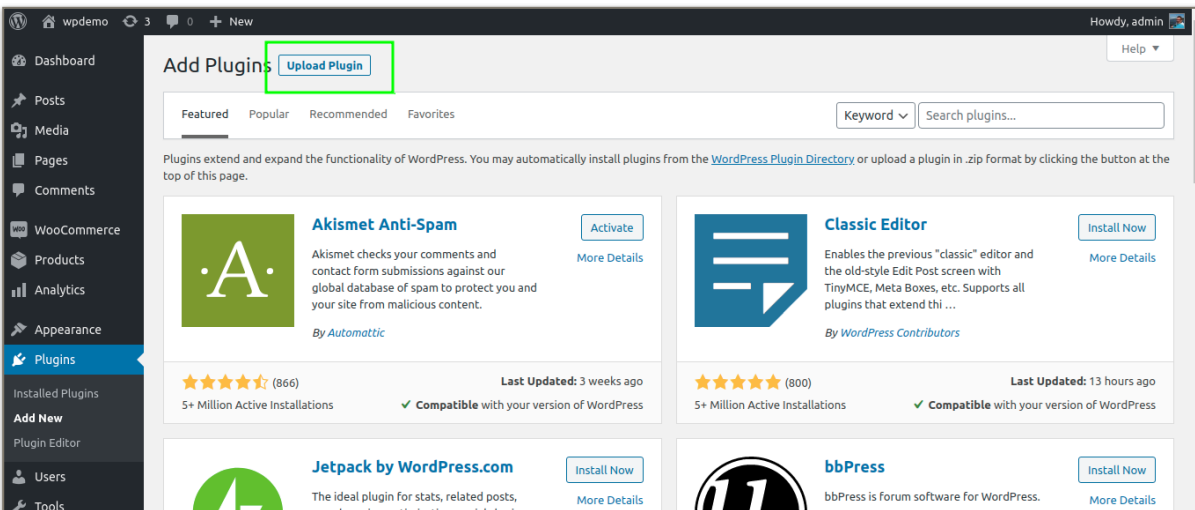 wpdemo 3 0 + New Howdy, admin
Help ▼
Dashboard
Posts
Media
Pages
Comments
WooCommerce
Products
Analytics
Appearance
Plugins
Installed Plugins
Add New
Plugin Editor
Users
Tools
Add Plugins Upload Plugin
Featured Popular Recommended Favorites Keyword Search plugins...
Plugins extend and expand the functionality of WordPress. You may automatically install plugins from the WordPress Plugin Directory or upload a plugin in .zip format by clicking the button at the
top of this page.
Akismet Anti-Spam
Activate
More Details
Akismet checks your comments and
contact form submissions against our
global database of spam to protect you and
your site from malicious content.
By Automattic
(866) Last Updated: 3 weeks ago
5+ Million Active Installations ✓ Compatible with your version of WordPress
Classic Editor
Install Now
More Details
Enables the previous "classic" editor and
the old-style Edit Post screen with
TinyMCE, Meta Boxes, etc. Supports all
plugins that extend thi …
By WordPress Contributors
(800) Last Updated: 13 hours ago
5+ Million Active Installations ✓ Compatible with your version of WordPress
Jetpack by WordPress.com
Install Now
More Details
The ideal plugin for stats, related posts,
bbPress
Install Now
More Details
bbPress is forum software for WordPress.